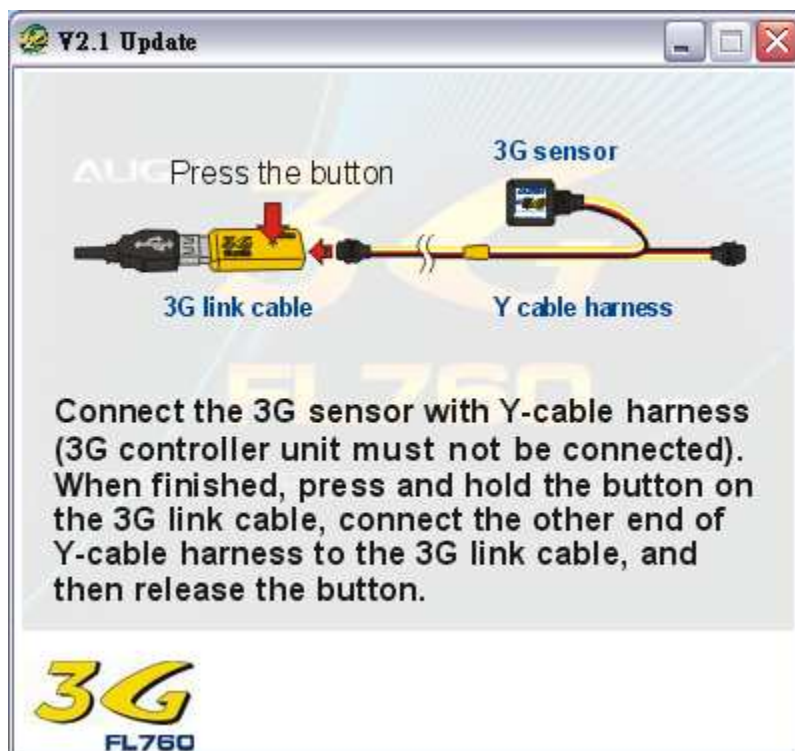 V2.1 Update
3G sensor
Press the button
3G
3G link cable
Y cable harness
Connect the 3G sensor with Y-cable harness
(3G controller unit must not be connected).
When finished, press and hold the button on
the 3G link cable, connect the other end of
Y-cable harness to the 3G link cable, and
then release the button.
3G
FL760
3G
FL760